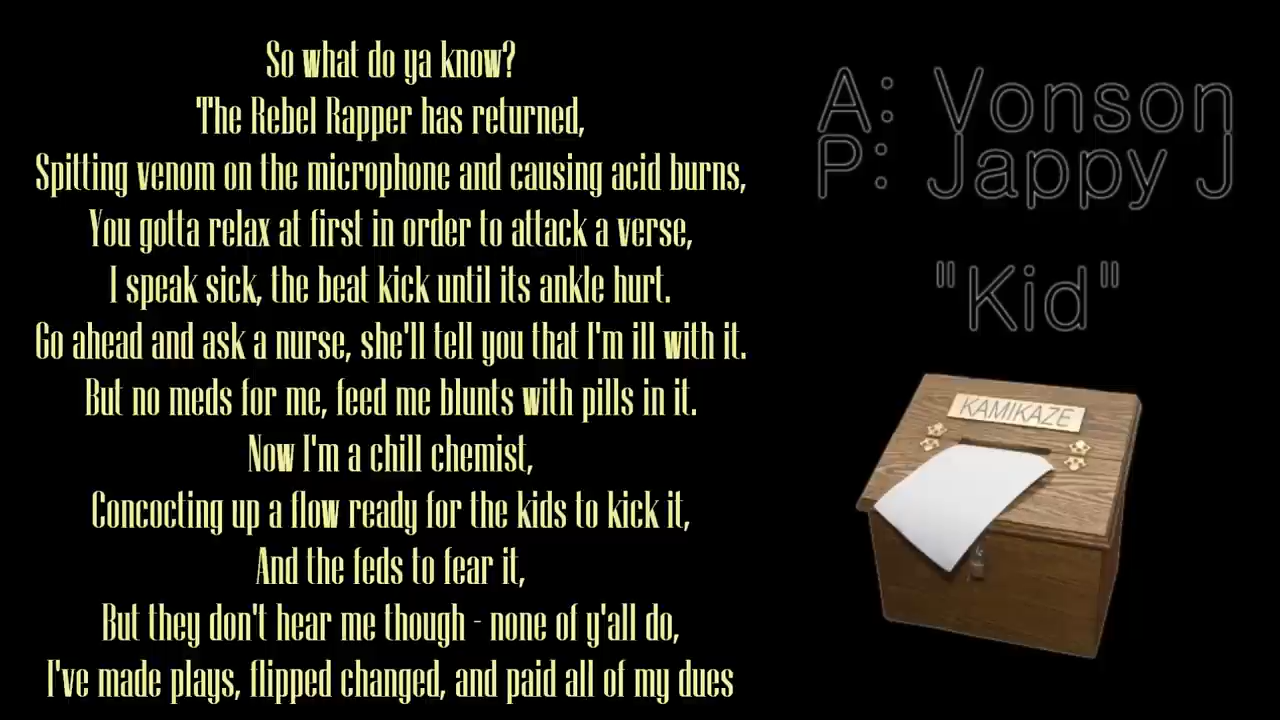 So what do ya know?
The Rebel Rapper has returned,
Spitting venom on the microphone and causing acid burns,
You gotta relax at first in order to attack a verse,
I speak sick, the beat kick until its ankle hurt.
Go ahead and ask a nurse, she'll tell you that I'm ill with it.
But no meds for me, feed me blunts with pills in it.
Now I'm a chill chemist,
Concocting up a flow ready for the kids to kick it,
And the feds to fear it,
But they don't hear me though - none of y'all do,
I've made plays, flipped changed, and paid all of my dues
A: Vonson
P: Jappy J
"Kid"
KAMIKAZE